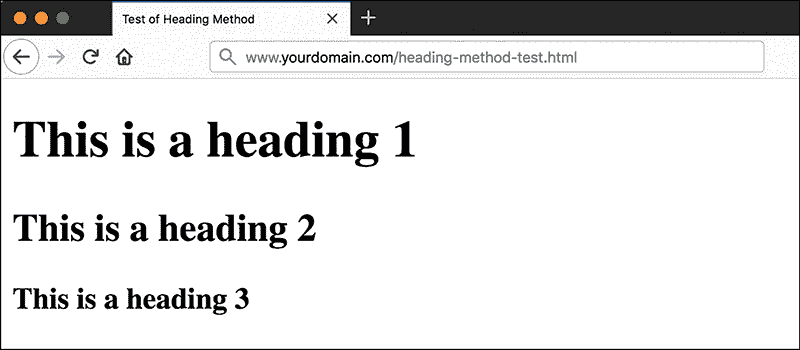 Test of Heading Method
www.yourdomain.com/heading-method-test.html
This is a heading 1
This is a heading 2
This is a heading 3